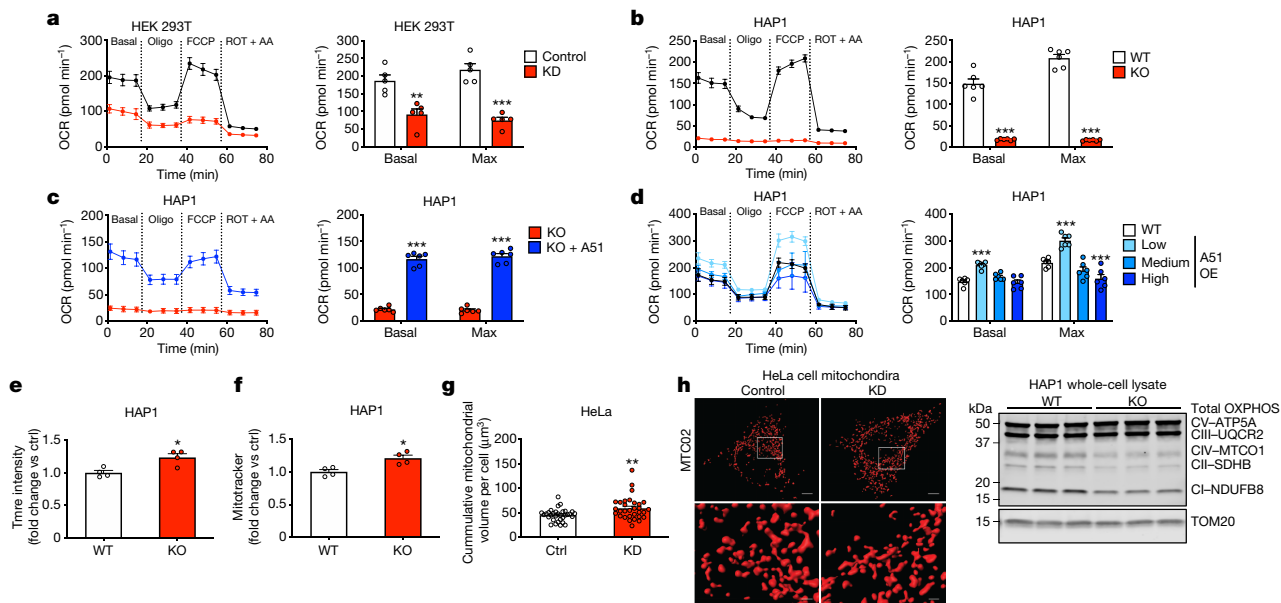 a
HEK 293T
Basal Oligo FCCP ROT + AA
OCR (pmol min−1)
300
250
200
150
100
50
0
0 20 40 60 80
Time (min)
HEK 293T
OCR (pmol min−1)
300
250
200
150
100
50
0
** ***
Basal Max
Control
KD
b
HAP1
Basal Oligo FCCP ROT + AA
OCR (pmol min−1)
250
200
150
100
50
0
0 20 40 60 80
Time (min)
HAP1
OCR (pmol min−1)
250
200
150
100
50
0
*** ***
Basal Max
WT
KO
c
HAP1
Basal Oligo FCCP ROT + AA
OCR (pmol min−1)
200
150
100
50
0
0 20 40 60 80
Time (min)
HAP1
OCR (pmol min−1)
200
150
100
50
0
*** ***
Basal Max
KO
KO + A51
d
HAP1
Basal Oligo FCCP ROT + AA
OCR (pmol min−1)
400
300
200
100
0
0 20 40 60 80
Time (min)
HAP1
OCR (pmol min−1)
400
300
200
100
0
*** *** ***
Basal Max
WT
Low
Medium
High
A51
OE
e
HAP1
Tmre intensity
(fold change vs ctrl)
2.0
1.5
1.0
0.5
0
*
WT KO
f
HAP1
Mitotracker
(fold change vs ctrl)
2.0
1.5
1.0
0.5
0
*
WT KO
g
HeLa
Cummulative mitochondrial
volume per cell (µm3)
200
150
100
50
0
**
Ctrl KD
h
HeLa cell mitochondira
Control KD
MTC02
HAP1 whole-cell lysate
kDa WT KO Total OXPHOS
50
37
20
15
15
CV–ATP5A
CIII–UQCR2
CIV–MTCO1
CII–SDHB
CI–NDUFB8
TOM20